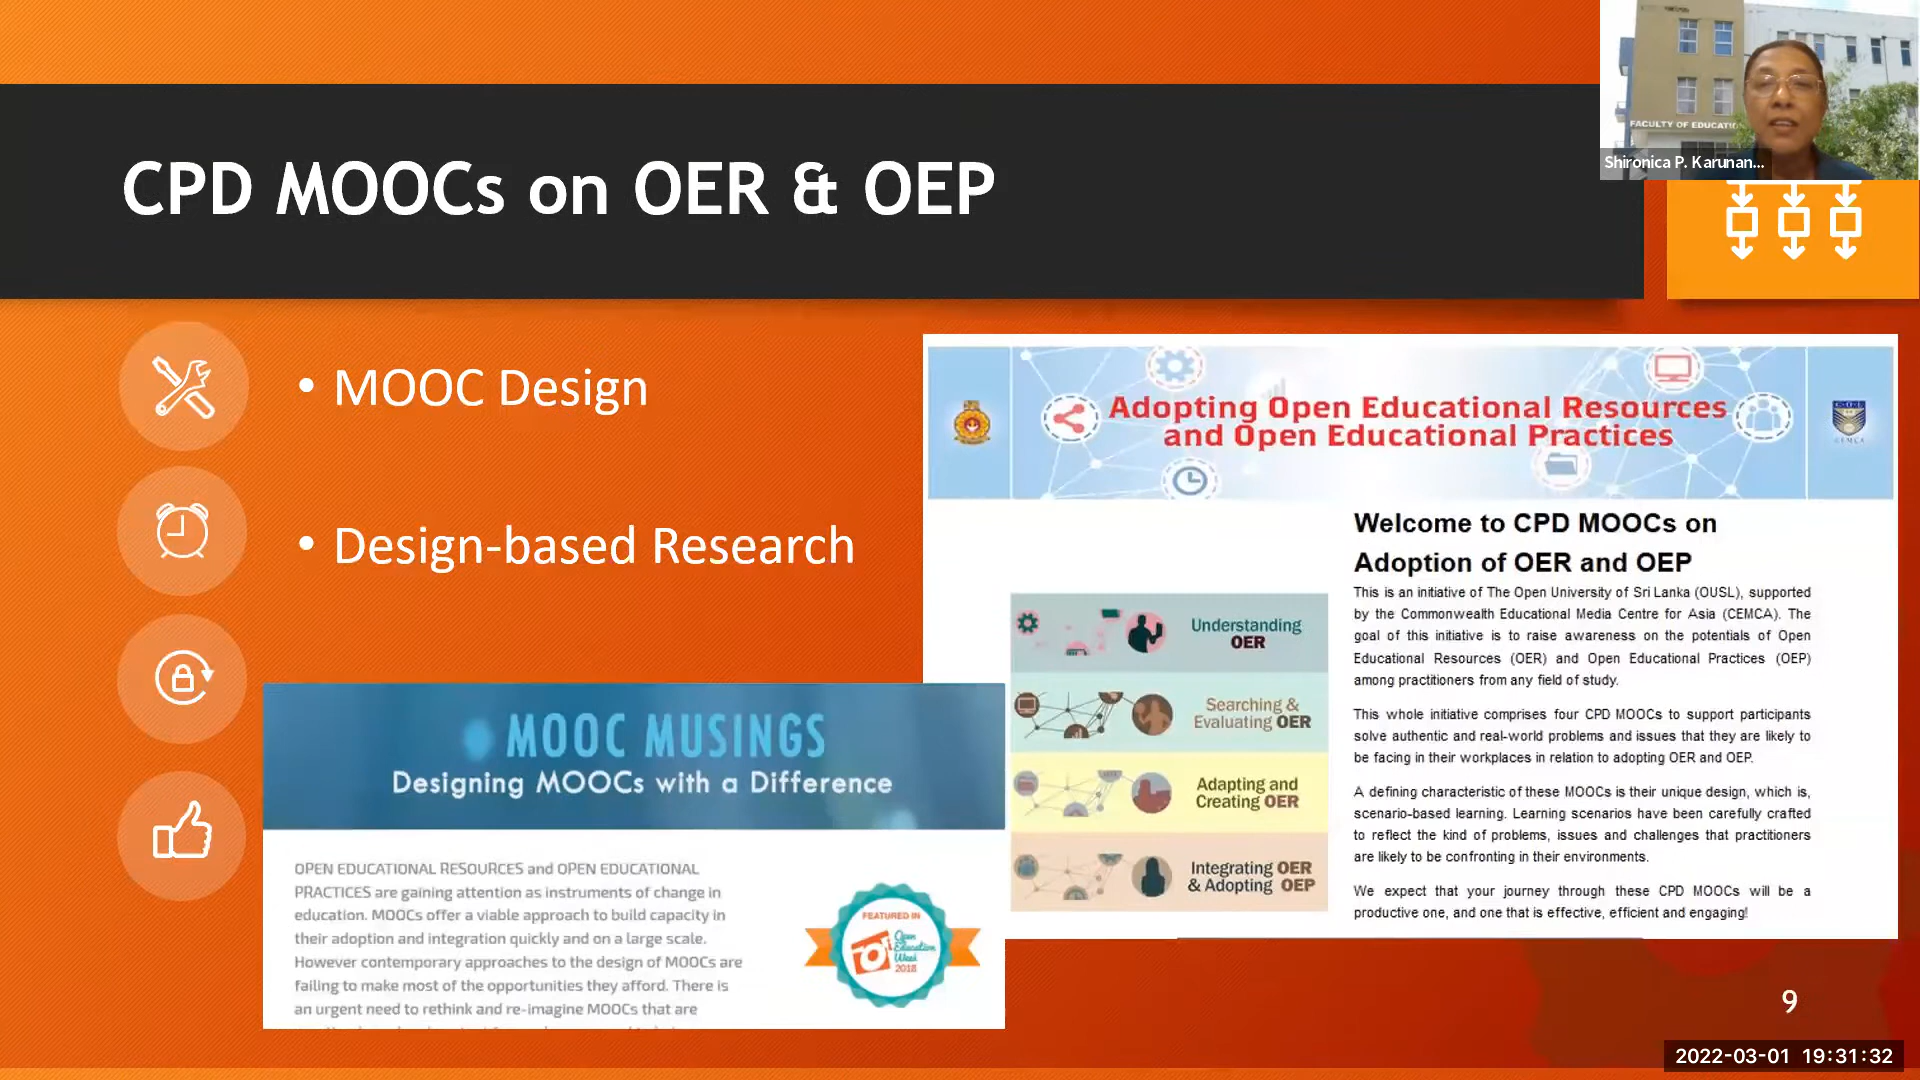 FACULTY OF EDUCATI
Shironica P. Karunan...
CPD MOOCs on OER & OEP
• MOOC Design
• Design-based Research
Adopting Open Educational Resources
and Open Educational Practices
CEMCA
Welcome to CPD MOOCs on
Adoption of OER and OEP
This is an initiative of The Open University of Sri Lanka (OUSL), supported
by the Commonwealth Educational Media Centre for Asia (CEMCA). The
goal of this initiative is to raise awareness on the potentials of Open
Educational Resources (OER) and Open Educational Practices (OEP)
among practitioners from any field of study.
This whole initiative comprises four CPD MOOCs to support participants
solve authentic and real-world problems and issues that they are likely to
be facing in their workplaces in relation to adopting OER and OEP.
A defining characteristic of these MOOCs is their unique design, which is,
scenario-based learning. Learning scenarios have been carefully crafted
to reflect the kind of problems, issues and challenges that practitioners
are likely to be confronting in their environments.
We expect that your journey through these CPD MOOCs will be a
productive one, and one that is effective, efficient and engaging!
Understanding
OER
Searching &
Evaluating OER
Adapting and
Creating OER
Integrating OER
& Adopting OEP
MOOC MUSINGS
Designing MOOCs with a Difference
OPEN EDUCATIONAL RESOURCES and OPEN EDUCATIONAL
PRACTICES are gaining attention as instruments of change in
education. MOOCs offer a viable approach to build capacity in
their adoption and integration quickly and on a large scale.
However contemporary approaches to the design of MOOCs are
failing to make most of the opportunities they afford. There is
an urgent need to rethink and re-imagine MOOCs that are
FEATURED IN
Open
Education
Week
2018
9
2022-03-01 19:31:32